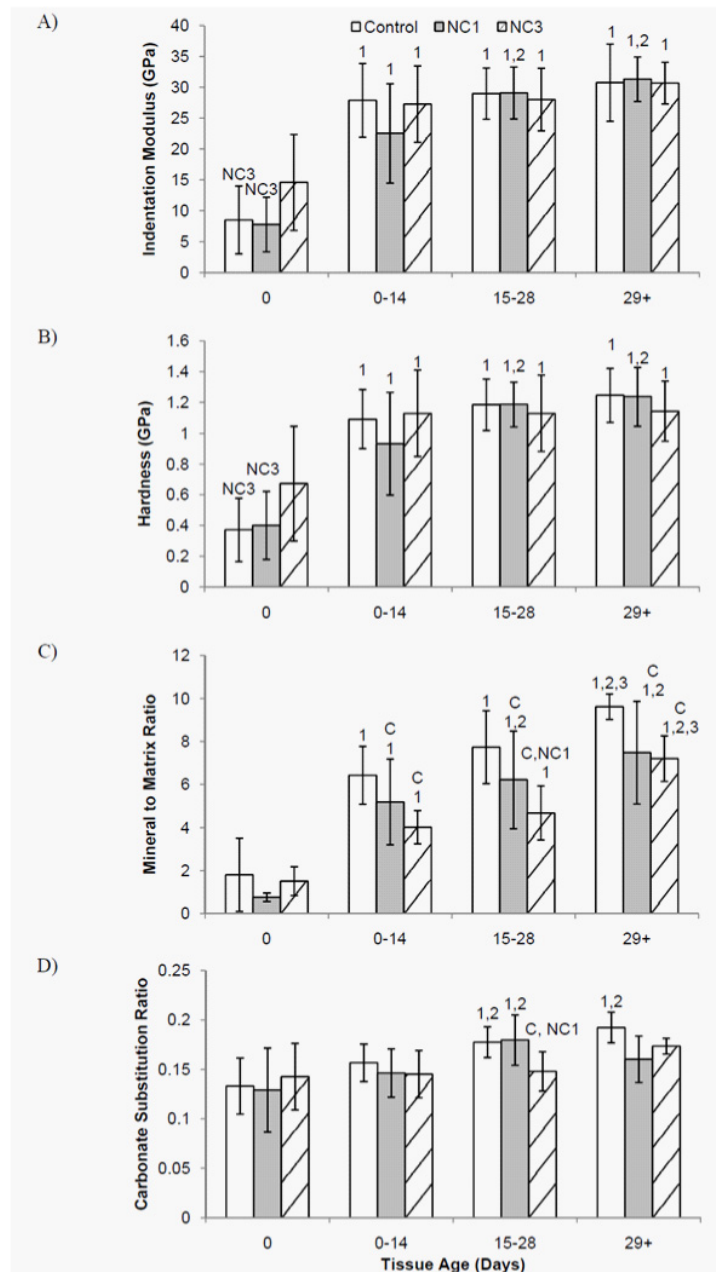 A)
Control NC1 NC3
Indentation Modulus (GPa)
40
35
30
25
20
15
10
5
0
NC3 NC3
1 1 1
1 1,2 1
1 1,2 1
0 0-14 15-28 29+
B)
Hardness (GPa)
1.6
1.4
1.2
1
0.8
0.6
0.4
0.2
0
NC3 NC3
1 1 1
1 1,2 1
1 1,2 1
0 0-14 15-28 29+
C)
Mineral to Matrix Ratio
12
10
8
6
4
2
0
1
C
1
C
1
1
C
1,2
C,NC1
1
1,2,3
C
1,2
C
1,2,3
0 0-14 15-28 29+
D)
Carbonate Substitution Ratio
0.25
0.2
0.15
0.1
0.05
0
1,2 1,2 C, NC1
1,2
0 0-14 15-28 29+
Tissue Age (Days)